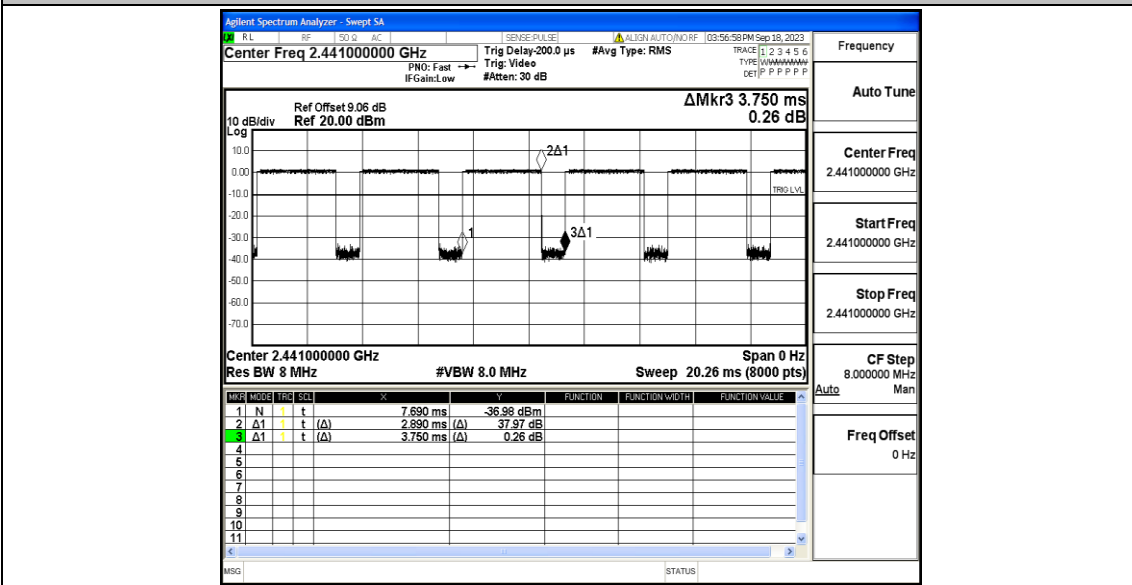 Agilent Spectrum Analyzer - Swept SA
RL RF 50 Ω AC SENSE:PULSE ALIGN AUTO/NO RF 03:56:58 PM Sep 18, 2023
Center Freq 2.441000000 GHz
PNO: Fast
IFGain:Low
Trig Delay-200.0 µs
Trig: Video
#Atten: 30 dB
#Avg Type: RMS
TRACE 1 2 3 4 5 6
TYPE WWWWWW
DET P P P P P P
Frequency
Auto Tune
Center Freq
2.441000000 GHz
Start Freq
2.441000000 GHz
Stop Freq
2.441000000 GHz
CF Step
8.000000 MHz
Auto Man
Freq Offset
0 Hz
ΔMkr3 3.750 ms
0.26 dB
Ref Offset 9.06 dB
10 dB/div Ref 20.00 dBm
Log
10.0
0.00
-10.0
-20.0
-30.0
-40.0
-50.0
-60.0
-70.0
2Δ1
TRIG LVL
1
3Δ1
Center 2.441000000 GHz Span 0 Hz
Res BW 8 MHz #VBW 8.0 MHz Sweep 20.26 ms (8000 pts)
MKR MODE TRC SCL X Y FUNCTION FUNCTION WIDTH FUNCTION VALUE
1 N 1 t 7.690 ms -36.98 dBm
2 Δ1 1 t (Δ) 2.890 ms (Δ) 37.97 dB
3 Δ1 1 t (Δ) 3.750 ms (Δ) 0.26 dB
4
5
6
7
8
9
10
11
MSG STATUS